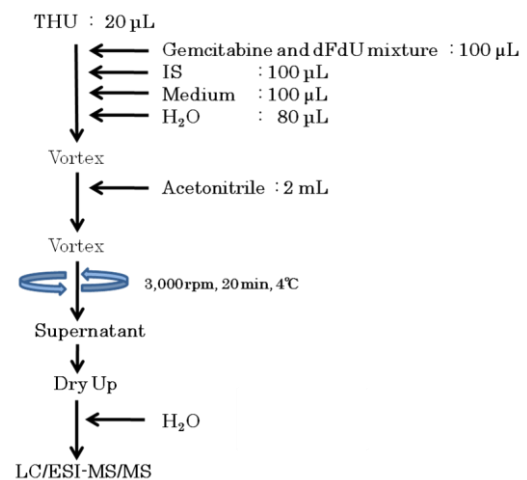 THU : 20 µL
Gemcitabine and dFdU mixture : 100 µL
IS : 100 µL
Medium : 100 µL
H₂O : 80 µL
Vortex
Acetonitrile : 2 mL
Vortex
3,000rpm, 20min, 4℃
Supernatant
Dry Up
H₂O
LC/ESI-MS/MS